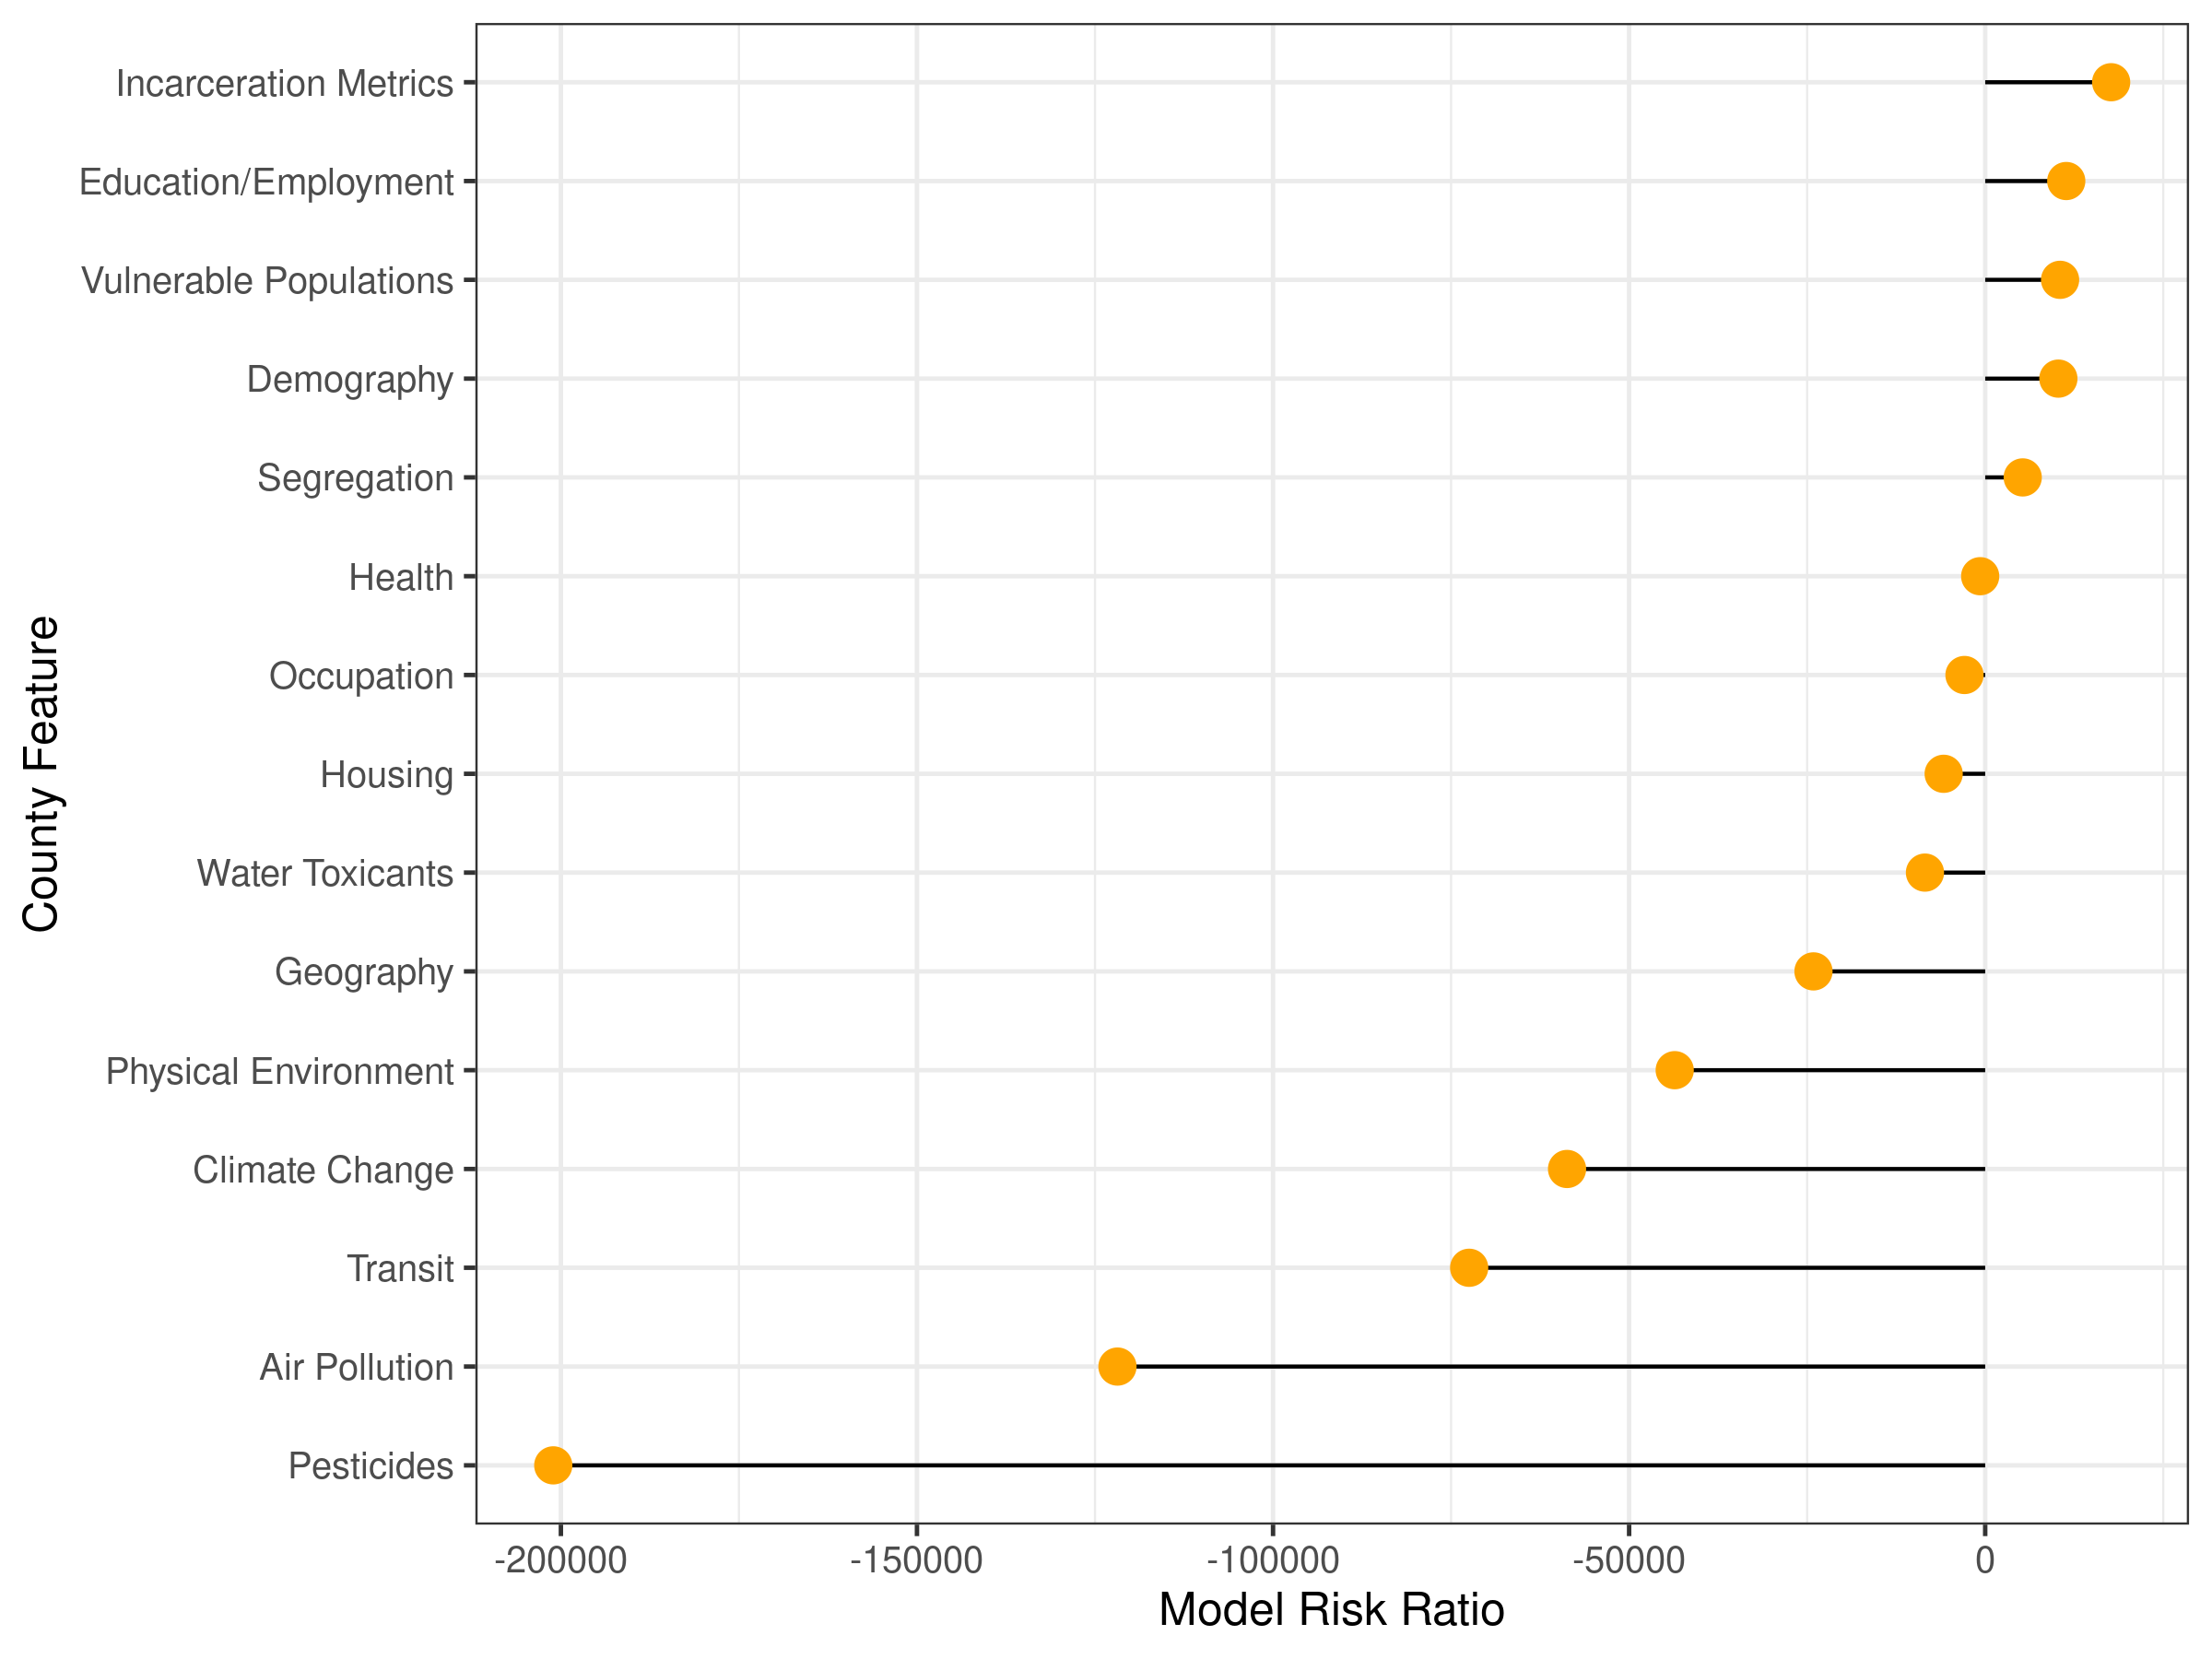 Incarceration Metrics
Education/Employment
Vulnerable Populations
Demography
Segregation
Health
Occupation
Housing
Water Toxicants
Geography
Physical Environment
Climate Change
Transit
Air Pollution
Pesticides
County Feature
-200000 -150000 -100000 -50000 0
Model Risk Ratio